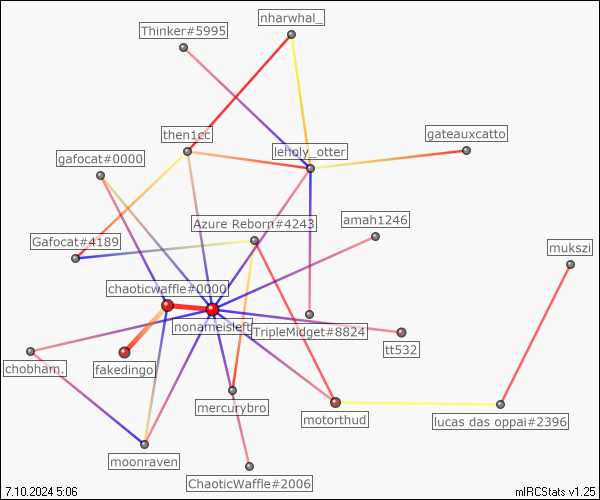 nharwhal_
Thinker#5995
then1cc
gateauxcatto
leholy_otter
gafocat#0000
Azure Reborn#4243
amah1246
Gafocat#4189
mukszi
chaoticwaffle#0000
nonameisleft
TripleMidget#8824
tt532
chobham.
fakedingo
mercurybro
motorthud
lucas das oppai#2396
moonraven
ChaoticWaffle#2006
7.10.2024 5:06
mIRCStats v1.25